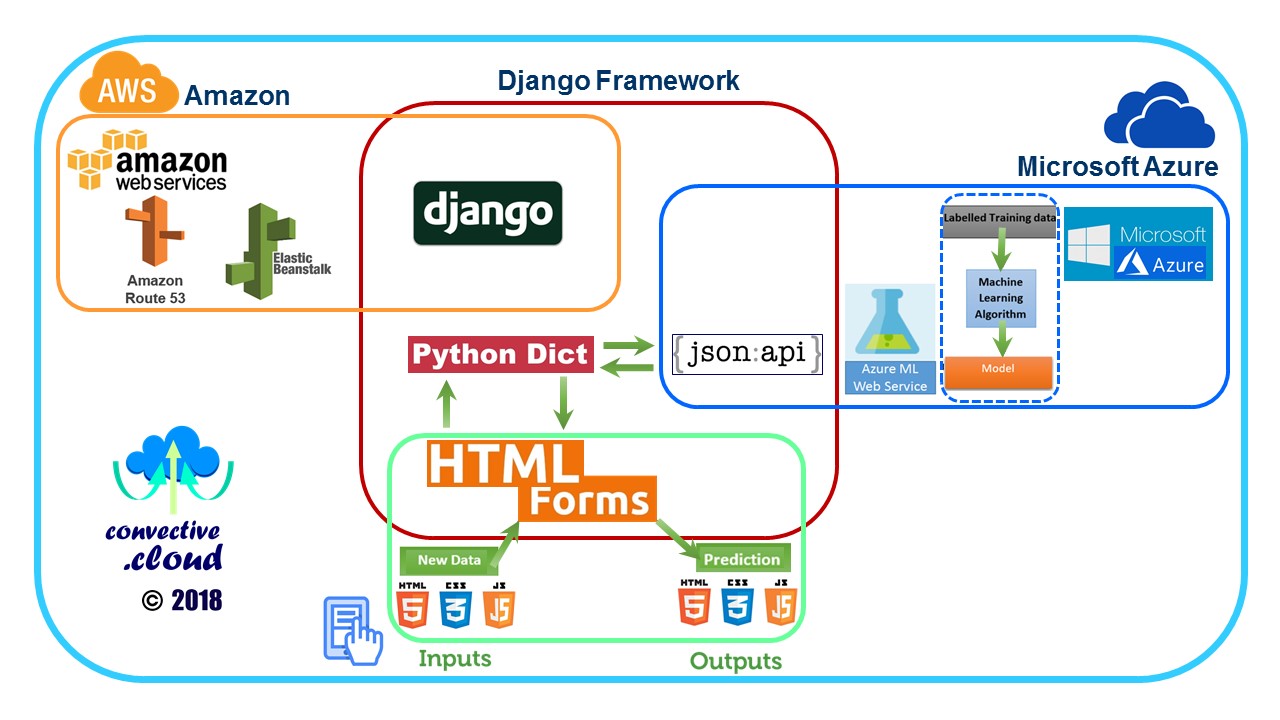 AWS
Amazon
Django Framework
amazon
web services
Amazon
Route 53
Elastic
Beanstalk
django
Microsoft Azure
Labelled Training data
Machine
Learning
Algorithm
Model
Microsoft
Azure
Azure ML
Web Service
Python Dict
{json:api}
HTML
Forms
convective
.cloud
© 2018
New Data
Prediction
HTML
5
CSS
3
JS
JS
HTML
5
CSS
3
JS
JS
Inputs
Outputs